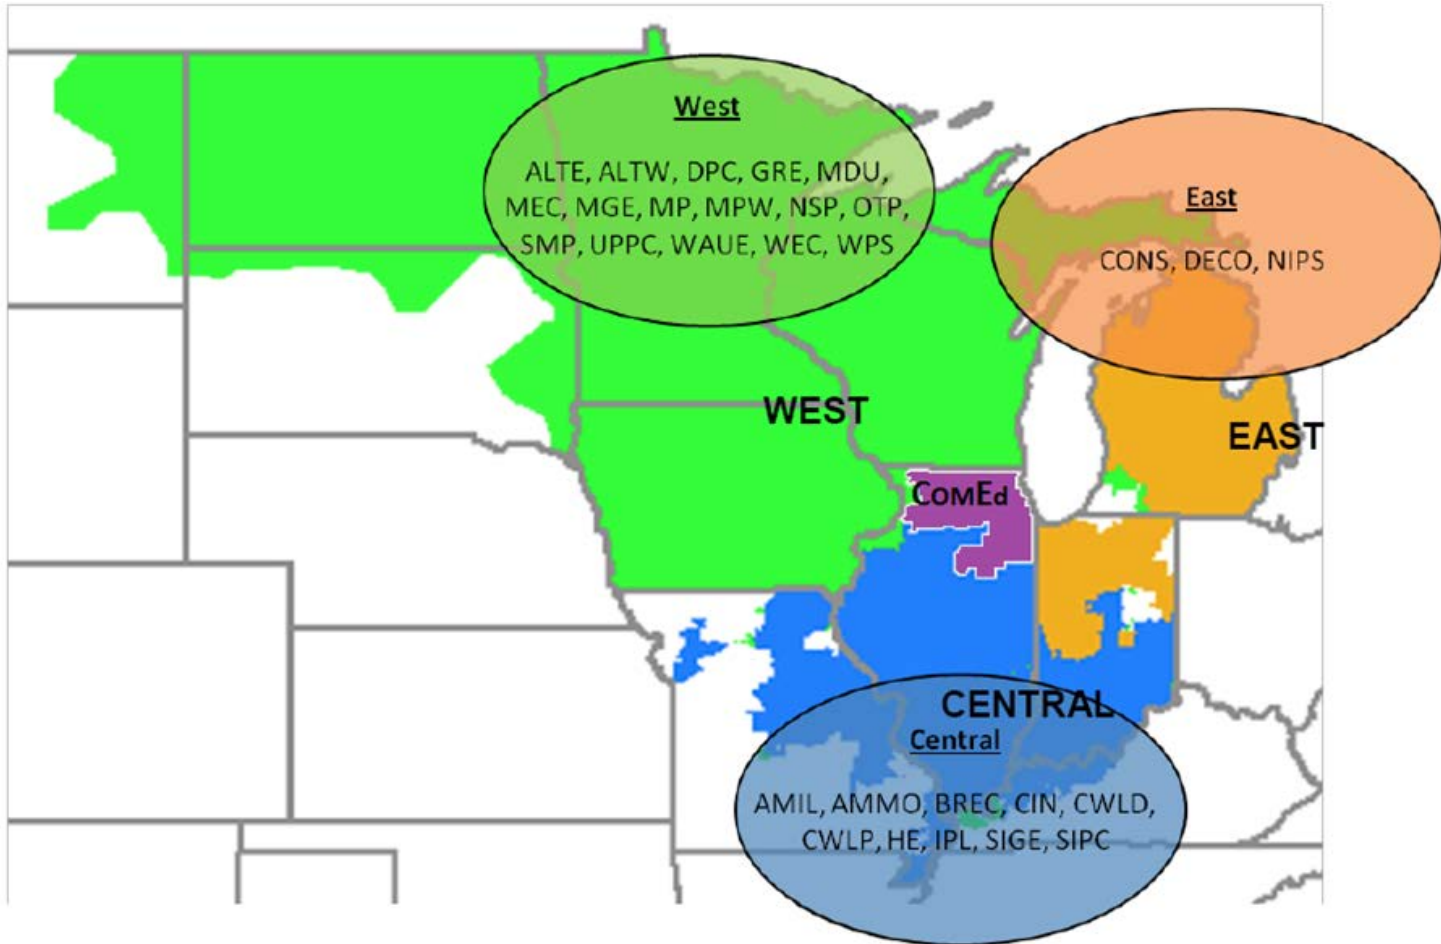 West
ALTE, ALTW, DPC, GRE, MDU,
MEC, MGE, MP, MPW, NSP, OTP,
SMP, UPPC, WAUE, WEC, WPS
East
CONS, DECO, NIPS
WEST
EAST
COMEd
CENTRAL
Central
AMIL, AMMO, BREC, CIN, CWLD,
CWLP, HE, IPL, SIGE, SIPC